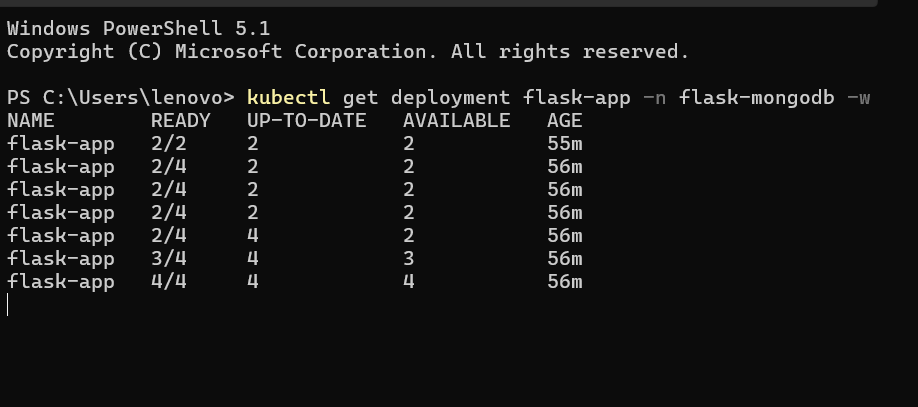 Windows PowerShell 5.1
Copyright (C) Microsoft Corporation. All rights reserved.
PS C:\Users\lenovo> kubectl get deployment flask-app -n flask-mongodb -w
NAME READY UP-TO-DATE AVAILABLE AGE
flask-app 2/2 2 2 55m
flask-app 2/4 2 2 56m
flask-app 2/4 2 2 56m
flask-app 2/4 2 2 56m
flask-app 2/4 4 2 56m
flask-app 3/4 4 3 56m
flask-app 4/4 4 4 56m